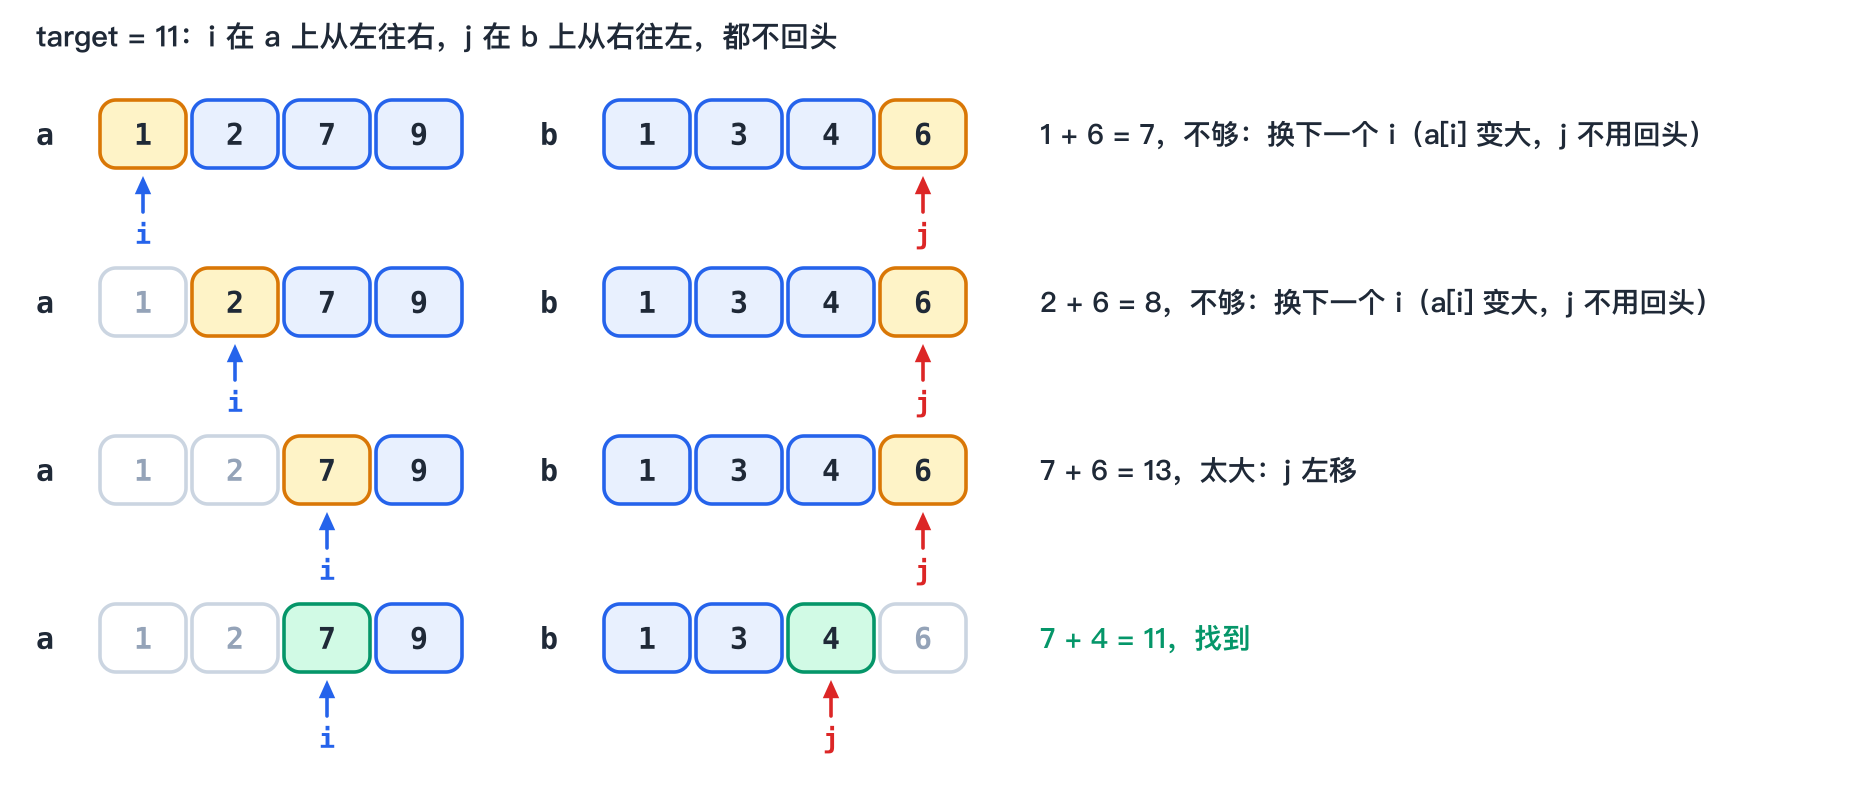 target = 11：i 在 a 上从左往右，j 在 b 上从右往左，都不回头
a 1 2 7 9 b 1 3 4 6 1 + 6 = 7，不够：换下一个 i（a[i] 变大，j 不用回头）
i j
a 1 2 7 9 b 1 3 4 6 2 + 6 = 8，不够：换下一个 i（a[i] 变大，j 不用回头）
i j
a 1 2 7 9 b 1 3 4 6 7 + 6 = 13，太大：j 左移
i j
a 1 2 7 9 b 1 3 4 6 7 + 4 = 11，找到
i j